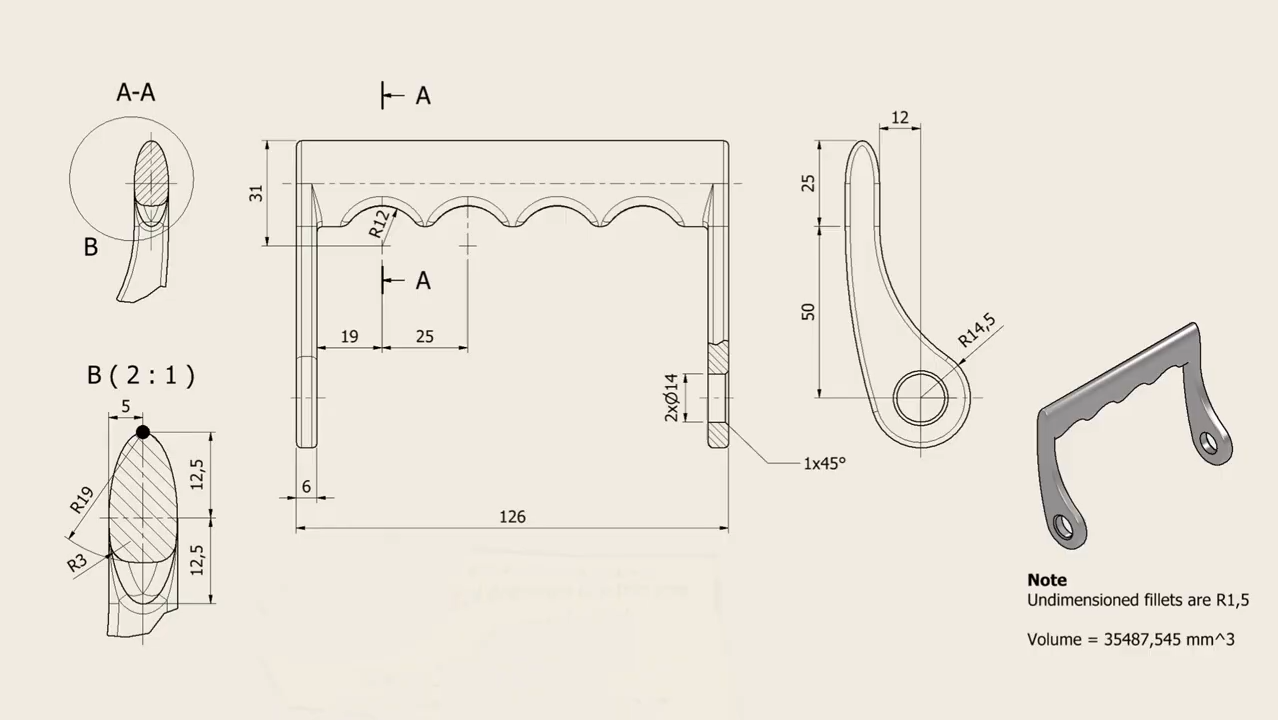 A-A
A
12
31
25
R12
B
A
50
R14,5
19
25
B ( 2 : 1 )
2xØ14
5
12,5
1x45°
R19
6
126
R3
12,5
Note
Undimensioned fillets are R1,5
Volume = 35487,545 mm^3